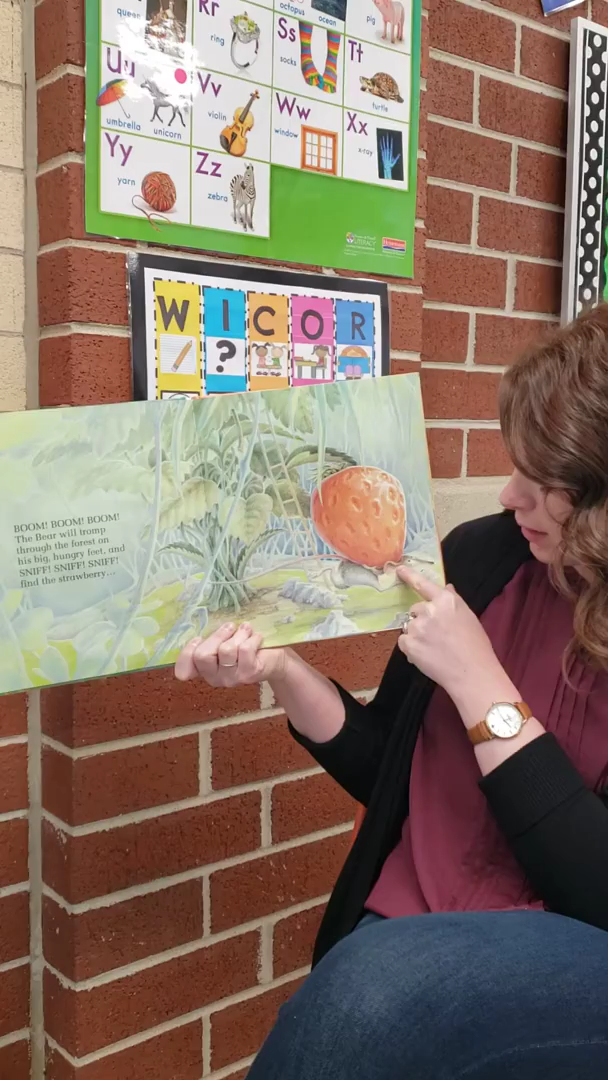 Rr
octopus
ocean
pig
queen
ring
Ss
socks
Tt
turtle
Uu
umbrella
unicorn
Vv
violin
Ww
window
Xx
x-ray
Yy
yarn
Zz
zebra
WICOR
?
BOOM! BOOM! BOOM!
The Bear will tromp
through the forest on
his big, hungry feet, and
SNIFF! SNIFF! SNIFF!
find the strawberry...